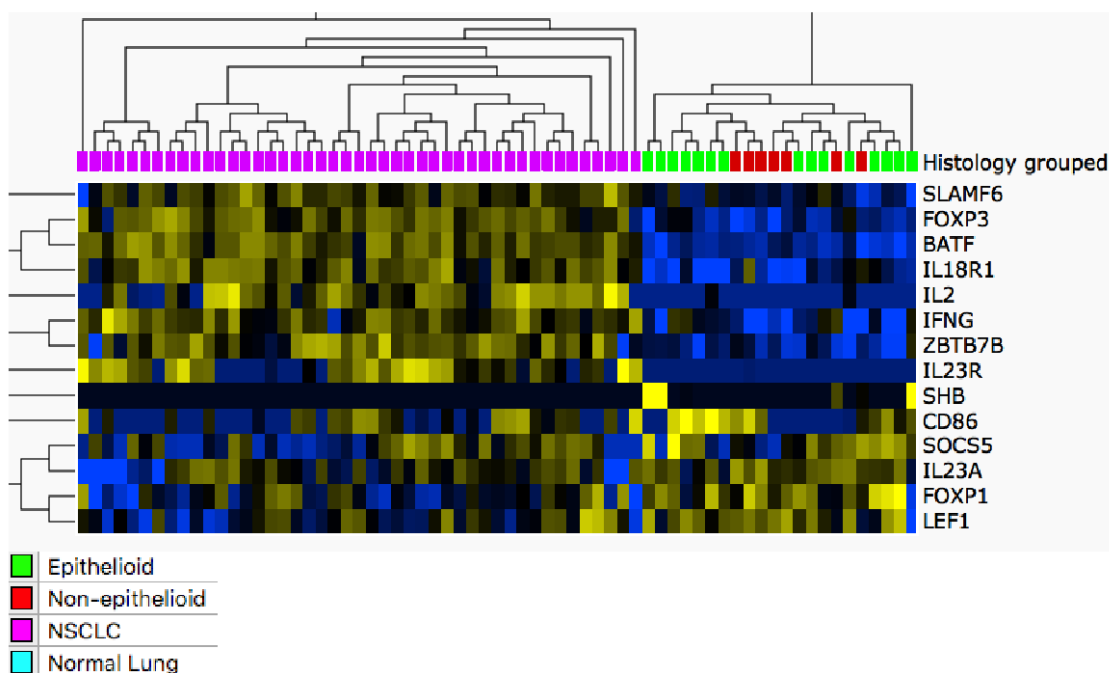 Histology grouped
SLAMF6
FOXP3
BATF
IL18R1
IL2
IFNG
ZBTB7B
IL23R
SHB
CD86
SOCS5
IL23A
FOXP1
LEF1
Epithelioid
Non-epithelioid
NSCLC
Normal Lung